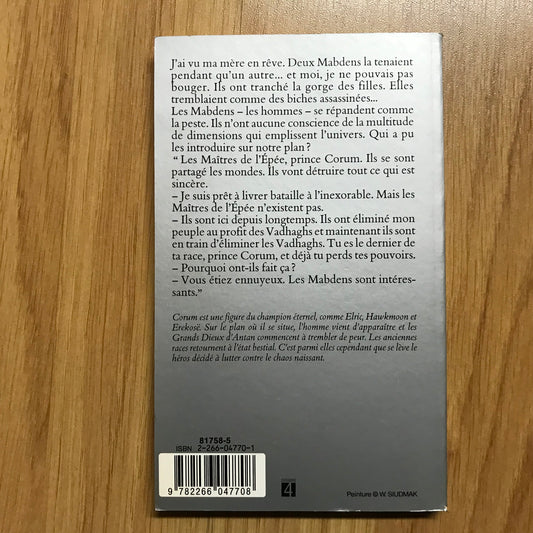 J'ai vu ma mère en rêve. Deux Mabdens la tenaient
pendant qu'un autre... et moi, je ne pouvais pas
bouger. Ils ont tranché la gorge des filles. Elles
tremblaient comme des biches assassinées...
Les Mabdens – les hommes – se répandent comme
la peste. Ils n'ont aucune conscience de la multitude
de dimensions qui emplissent l'univers. Qui a pu
les introduire sur notre plan ?
" Les Maîtres de l'Épée, prince Corum. Ils se sont
partagé les mondes. Ils vont détruire tout ce qui est
sincère.
– Je suis prêt à livrer bataille à l'inexorable. Mais les
Maîtres de l'Épée n'existent pas.
– Ils sont ici depuis longtemps. Ils ont éliminé mon
peuple au profit des Vadhaghs et maintenant ils sont
en train d'éliminer les Vadhaghs. Tu es le dernier de
ta race, prince Corum, et déjà tu perds tes pouvoirs.
– Pourquoi ont-ils fait ça ?
– Vous étiez ennuyeux. Les Mabdens sont intéres-
sants."
Corum est une figure du champion éternel, comme Elric, Hawkmoon et
Erekosë. Sur le plan où il se situe, l'homme vient d'apparaître et les
Grands Dieux d'Antan commencent à trembler de peur. Les anciennes
races retournent à l'état bestial. C'est parmi elles cependant que se lève le
héros décidé à lutter contre le chaos naissant.
81758-5
ISBN 2-266-04770-1
9 782266 047708
4
Peinture © W. SIUDMAK